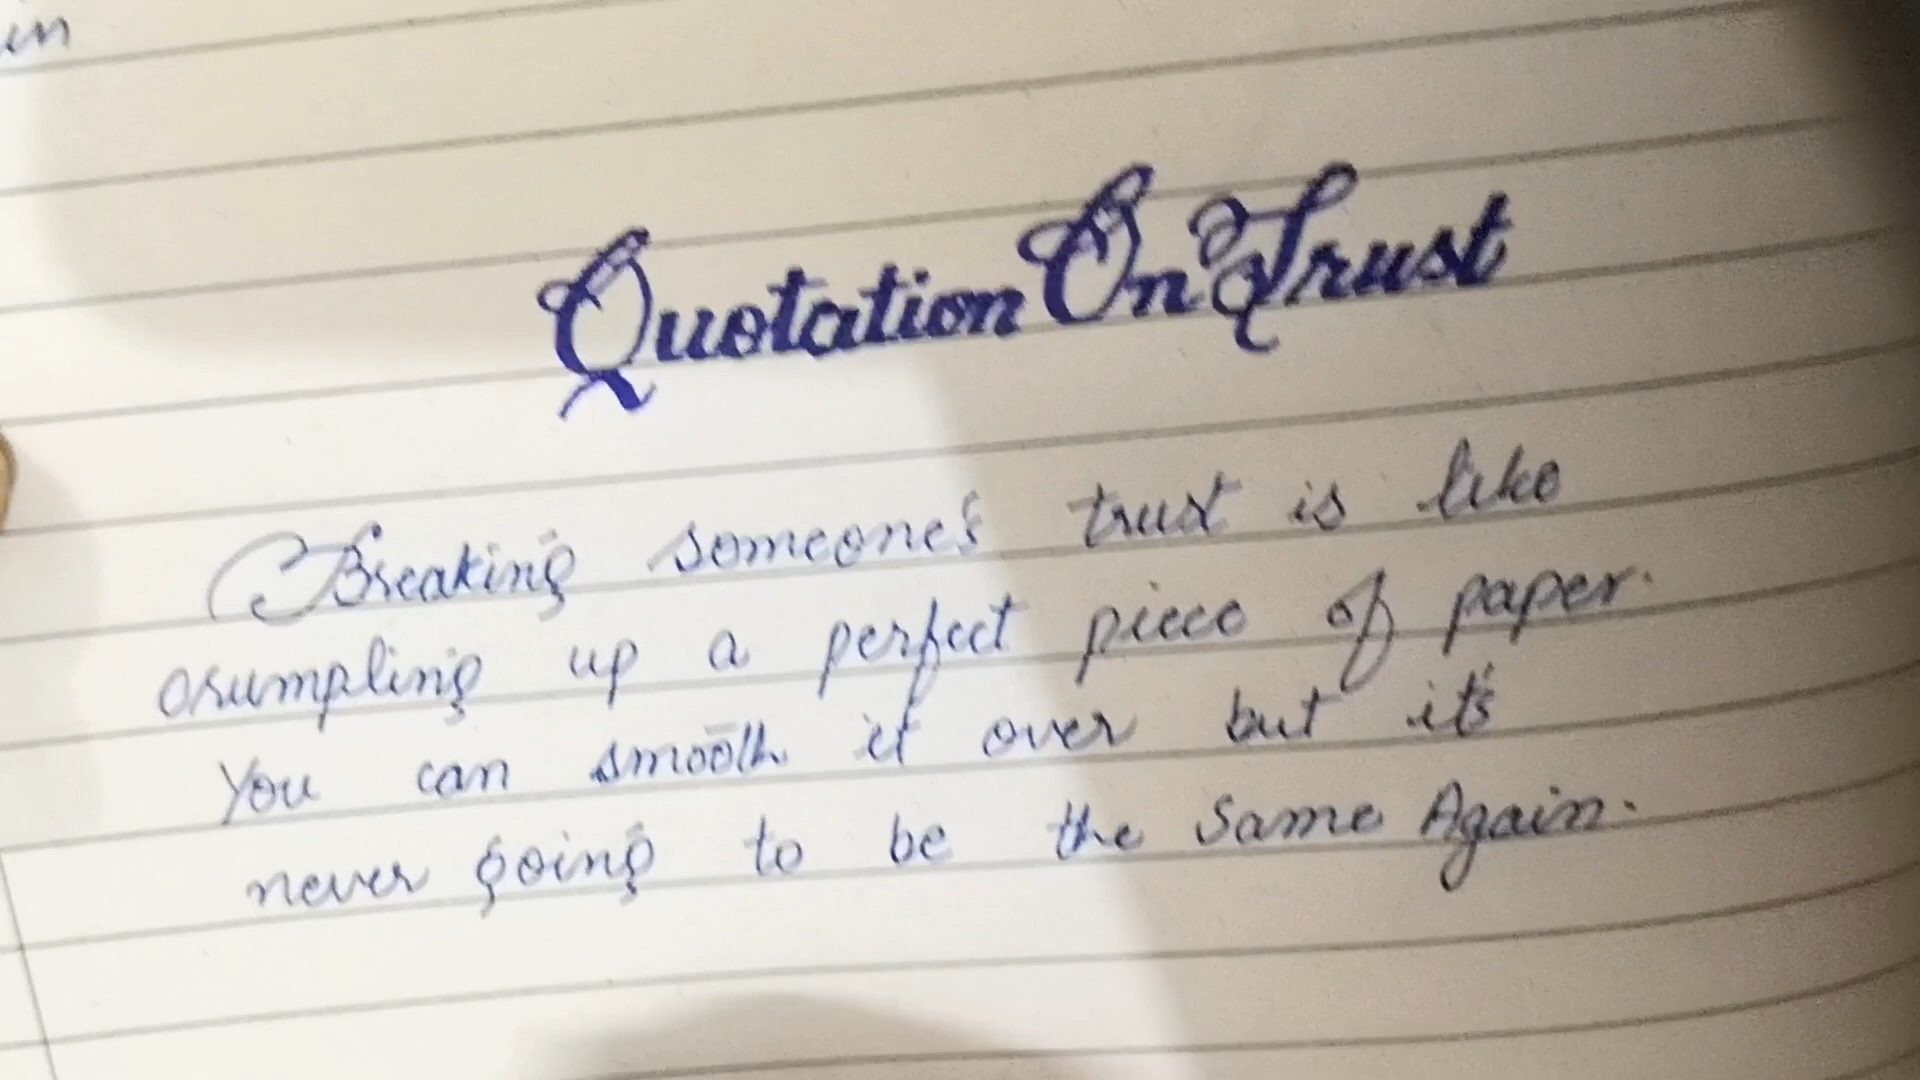 in
Quotation On Trust
Breaking someone's trust is like
crumpling up a perfect piece of paper.
You can smooth it over but it's
never going to be the same Again.